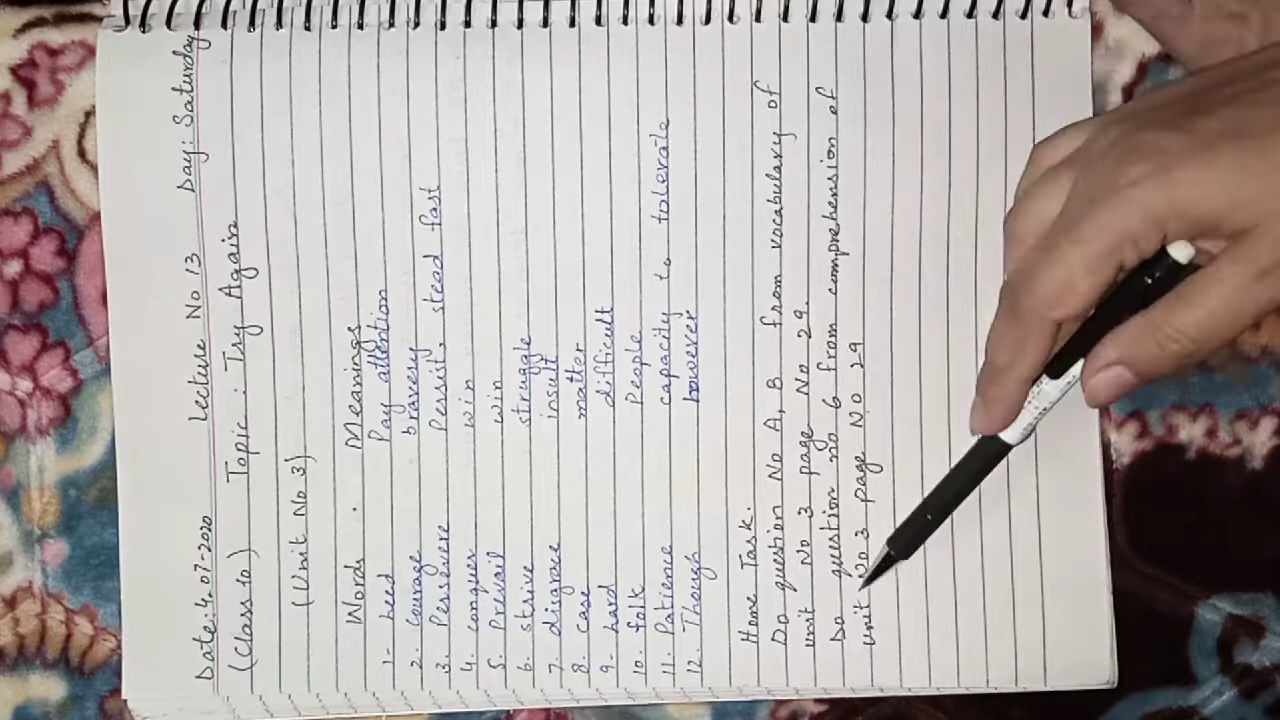 Date: 4.07-2020 Lecture No 13 Day: Saturday
(Class 10) Topic : Try Again
(Unit No 3)
Words . Meanings
1- heed Pay attention
2. courage bravery
3. Persevere Persist, stead fast
4. conquer win
5. Prevail win
6. strive struggle
7. disgrace insult
8. case matter
9- hard difficult
10. folk People
11. Patience capacity to tolerate
12. Though however
Home Task.
Do question No A, B from vocabulary of
unit No 3 page No 29.
Do question no 6 from comprehension of
unit No 3 page No 29